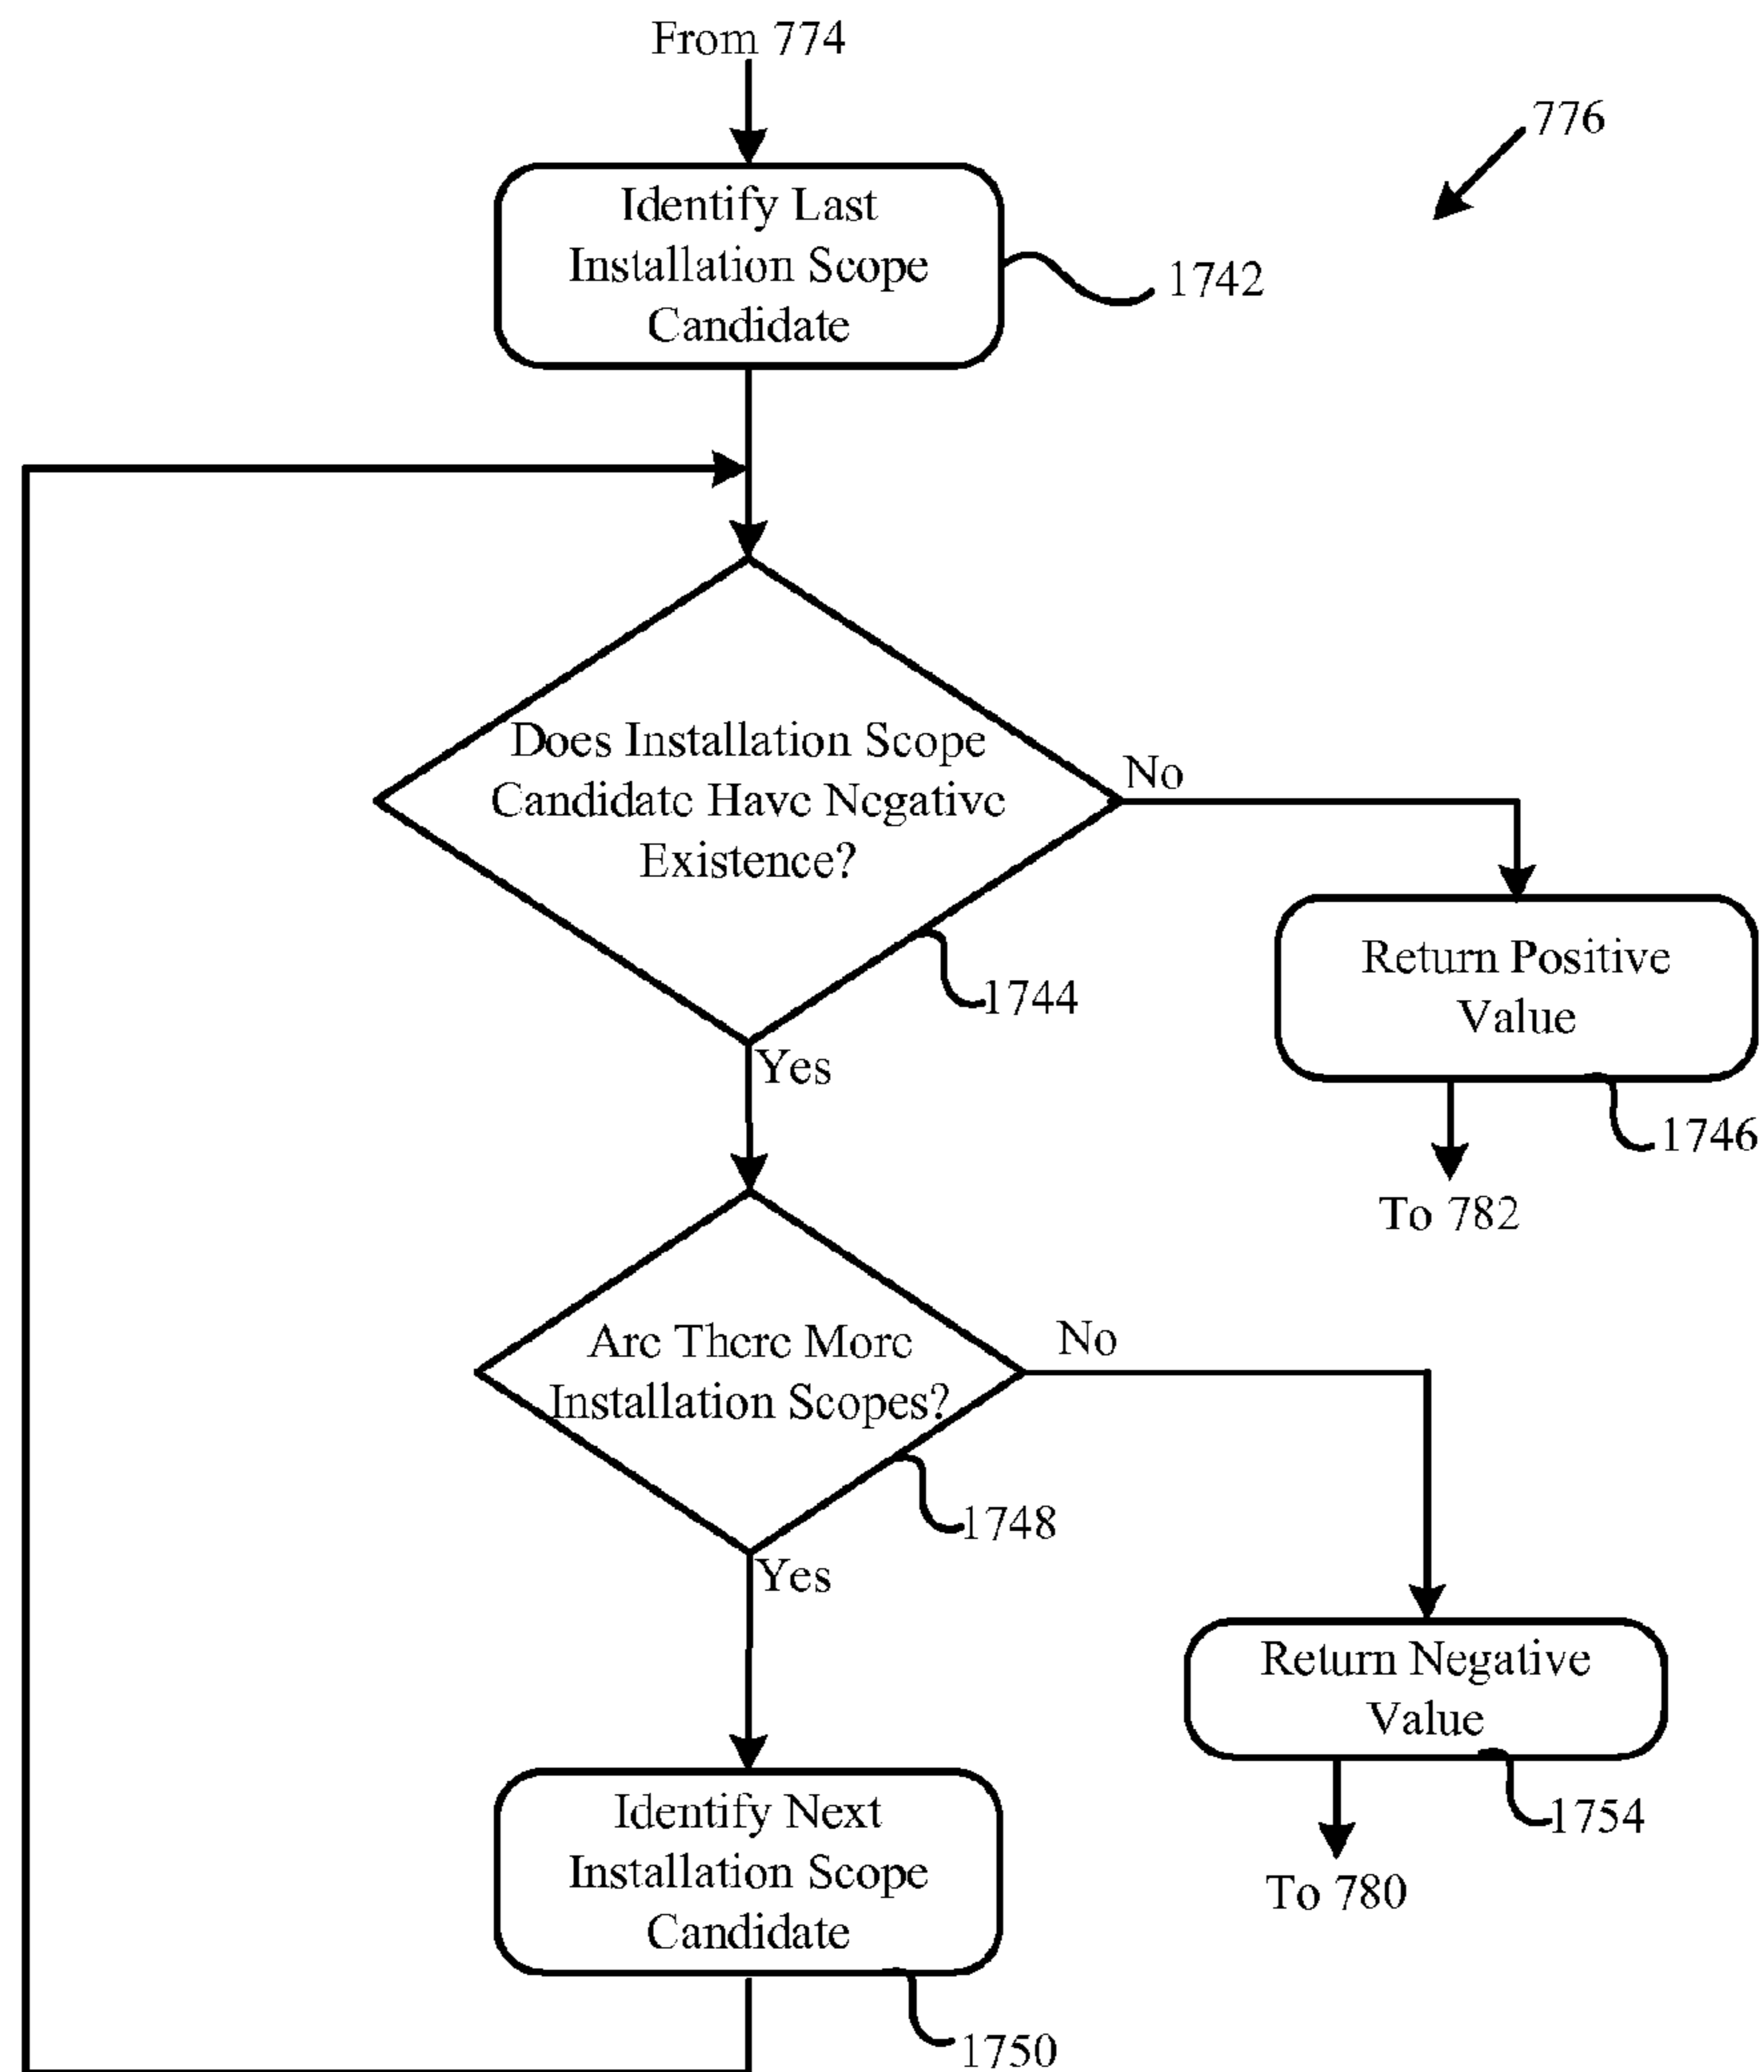 From 774
776
Identify Last
Installation Scope
Candidate
1742
Does Installation Scope
Candidate Have Negative
Existence?
No
1744
Yes
Return Positive
Value
1746
To 782
Are There More
Installation Scopes?
No
1748
Yes
Return Negative
Value
1754
To 780
Identify Next
Installation Scope
Candidate
1750